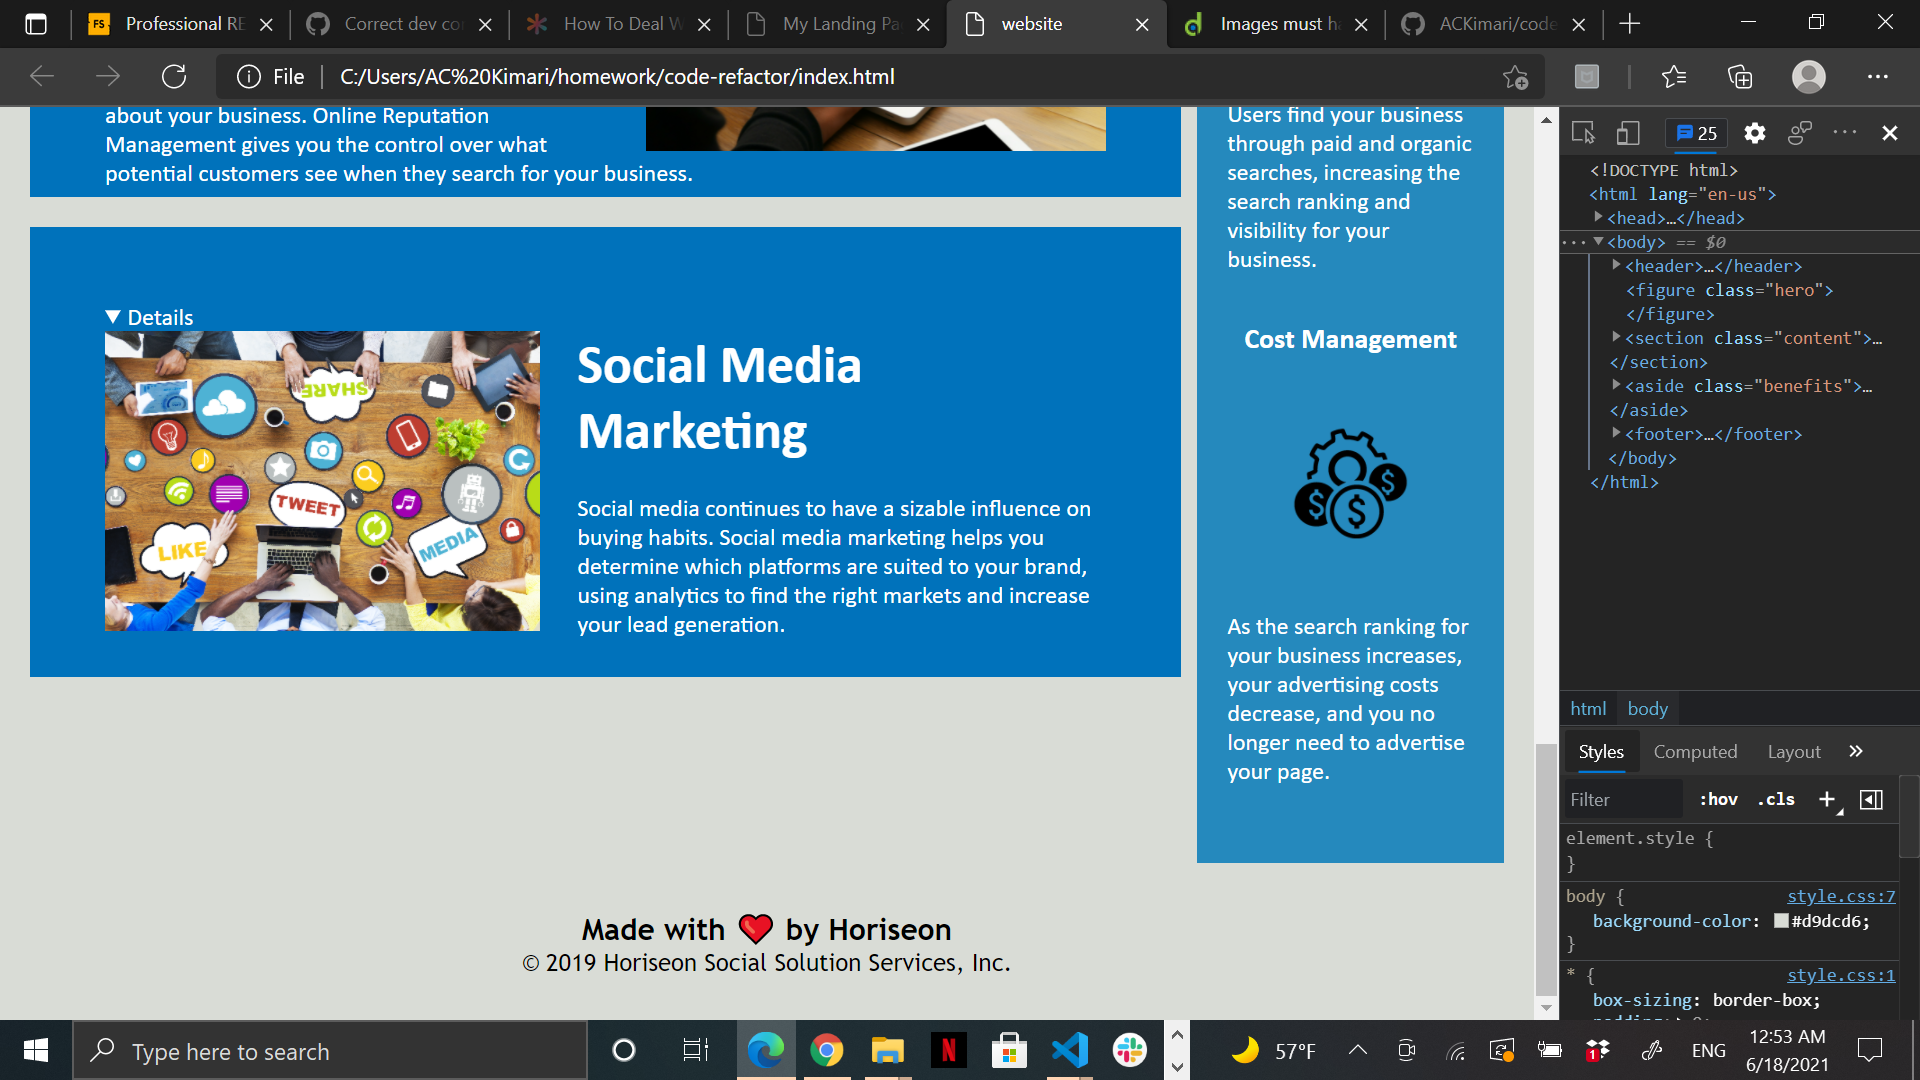 Professional RE
Correct dev co
How To Deal W
My Landing Pa
website
Images must ha
ACKimari/code
File
C:/Users/AC%20Kimari/homework/code-refactor/index.html
about your business. Online Reputation
Management gives you the control over what
potential customers see when they search for your business.
Details
Social Media
Marketing
Social media continues to have a sizable influence on
buying habits. Social media marketing helps you
determine which platforms are suited to your brand,
using analytics to find the right markets and increase
your lead generation.
SHARE
TWEET
LIKE
MEDIA
Users find your business
through paid and organic
searches, increasing the
search ranking and
visibility for your
business.
Cost Management
As the search ranking for
your business increases,
your advertising costs
decrease, and you no
longer need to advertise
your page.
Made with ❤️ by Horiseon
© 2019 Horiseon Social Solution Services, Inc.
25
<!DOCTYPE html>
<html lang="en-us">
<head>…</head>
<body> == $0
<header>…</header>
<figure class="hero">
</figure>
<section class="content">…
</section>
<aside class="benefits">…
</aside>
<footer>…</footer>
</body>
</html>
html body
Styles Computed Layout
Filter :hov .cls
element.style {
}
body { style.css:7
background-color: #d9dcd6;
}
* { style.css:1
box-sizing: border-box;
padding: 0;
Type here to search
57°F
ENG
12:53 AM
6/18/2021